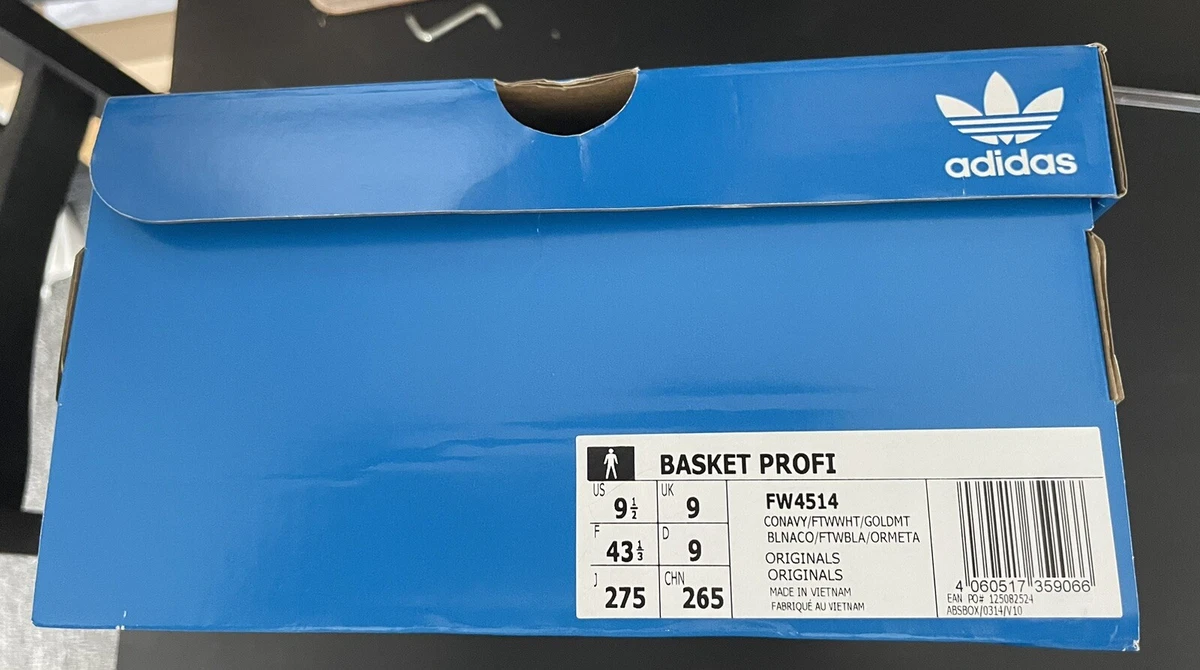 adidas
BASKET PROFI
US 9 1/2
UK 9
F 43 1/3
D 9
J 275
CHN 265
FW4514
CONAVY/FTWWHT/GOLDMT
BLNACO/FTWBLA/ORMETA
ORIGINALS
ORIGINALS
MADE IN VIETNAM
FABRIQUÉ AU VIETNAM
4 060517 359066
EAN PO# 125082524
ABSBOX/0314/V10